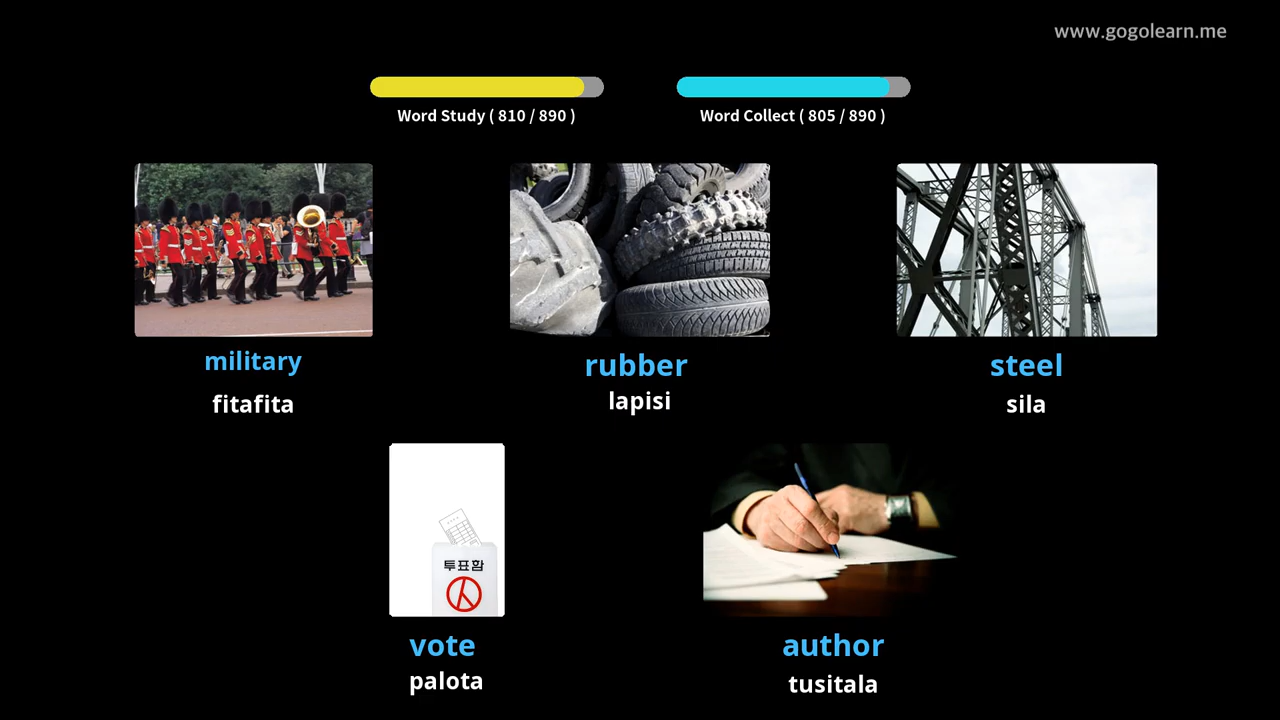 www.gogolearn.me
Word Study ( 810 / 890 )
Word Collect ( 805 / 890 )
military
fitafita
rubber
lapisi
steel
sila
투표함
vote
palota
author
tusitala